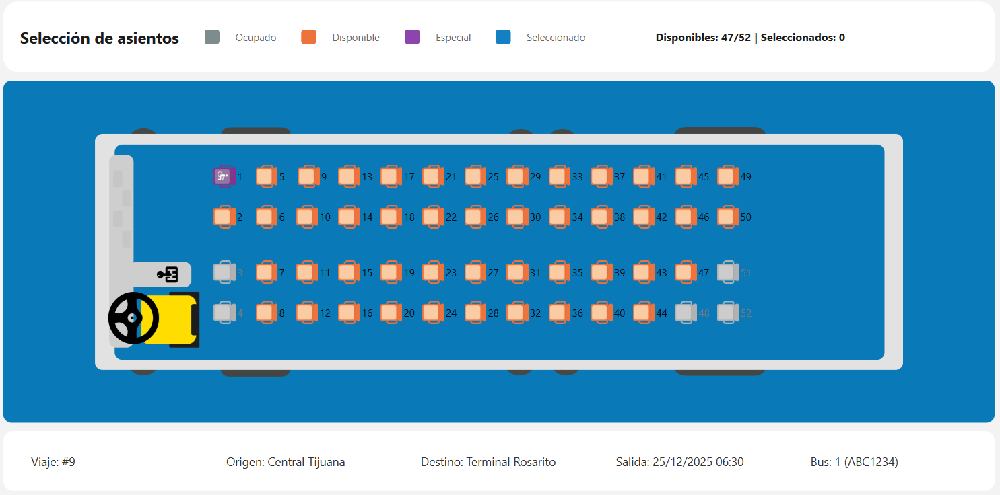 Selección de asientos Ocupado Disponible Especial Seleccionado Disponibles: 47/52 | Seleccionados: 0
1 5 9 13 17 21 25 29 33 37 41 45 49
2 6 10 14 18 22 26 30 34 38 42 46 50
3 7 11 15 19 23 27 31 35 39 43 47 51
4 8 12 16 20 24 28 32 36 40 44 48 52
Viaje: #9 Origen: Central Tijuana Destino: Terminal Rosarito Salida: 25/12/2025 06:30 Bus: 1 (ABC1234)